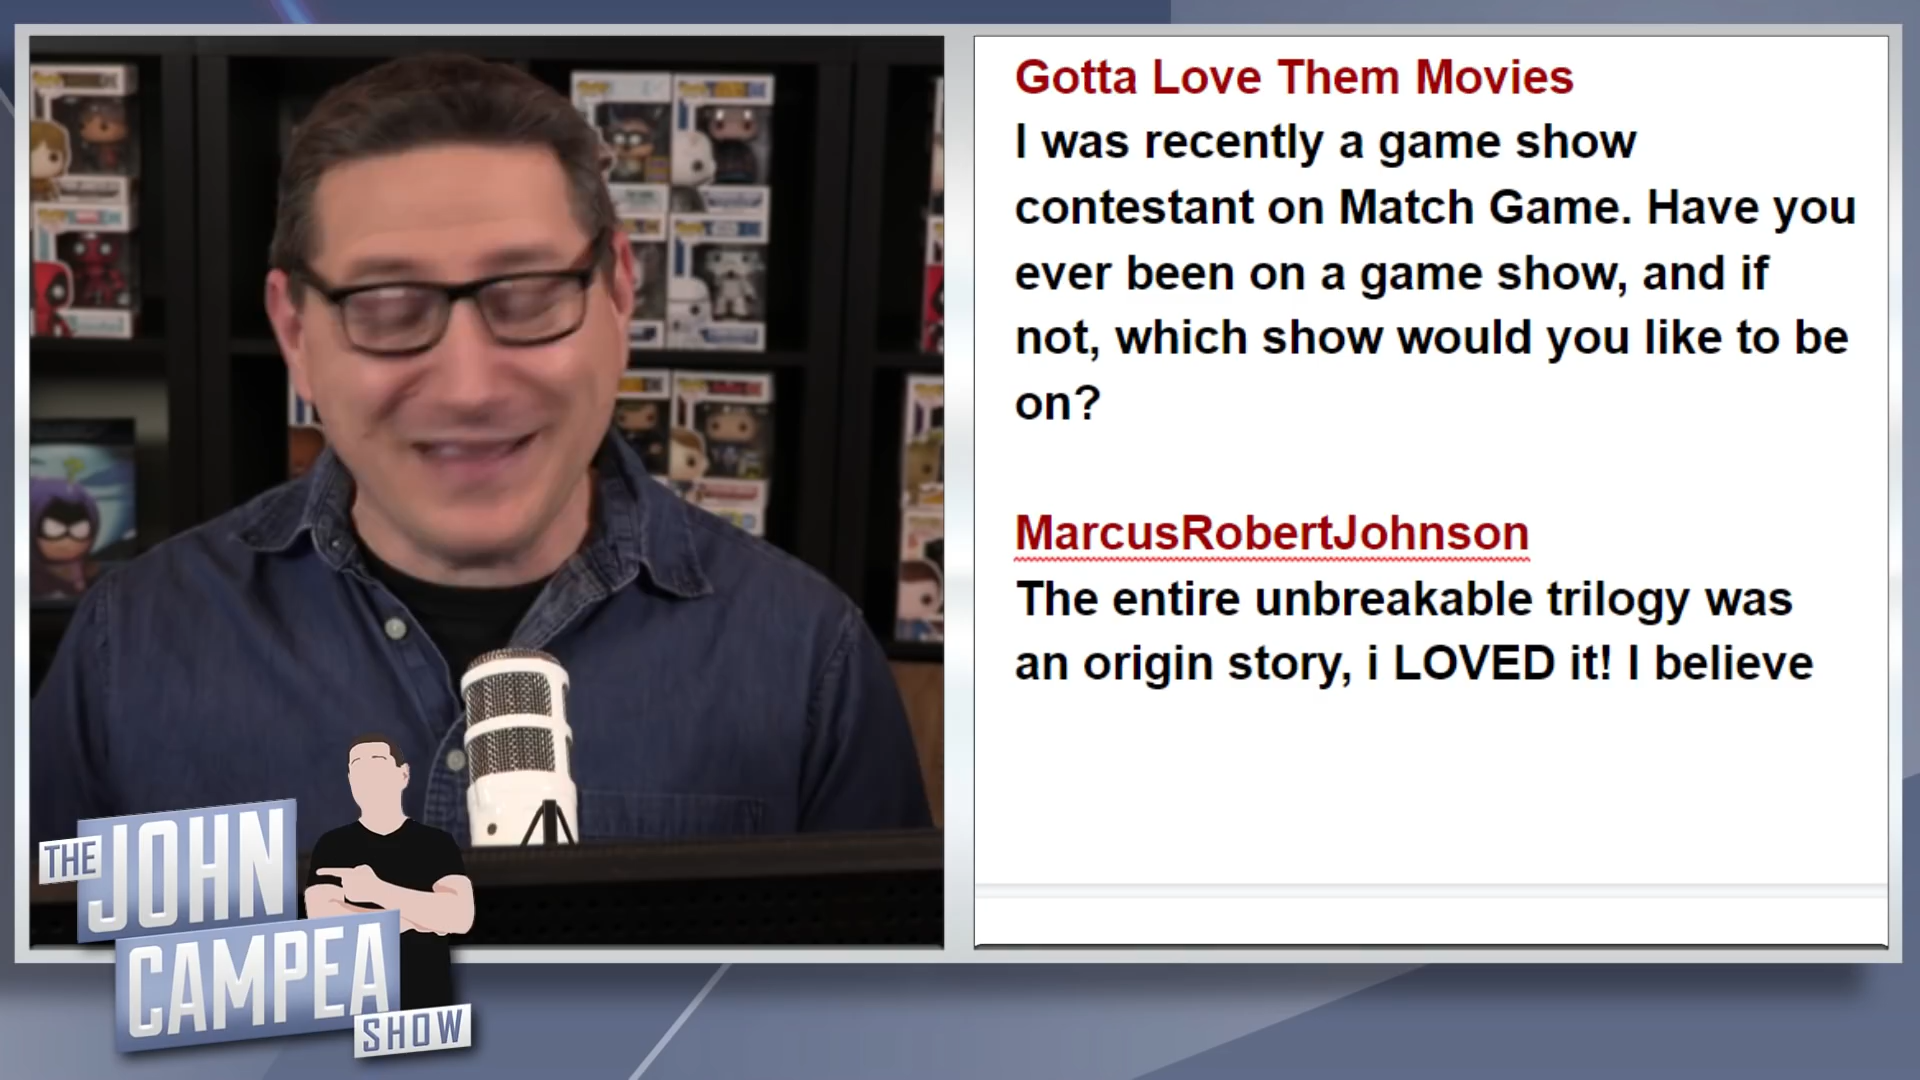 Gotta Love Them Movies
I was recently a game show
contestant on Match Game. Have you
ever been on a game show, and if
not, which show would you like to be
on?
MarcusRobertJohnson
The entire unbreakable trilogy was
an origin story, i LOVED it! I believe
THE
JOHN
CAMPEA
SHOW